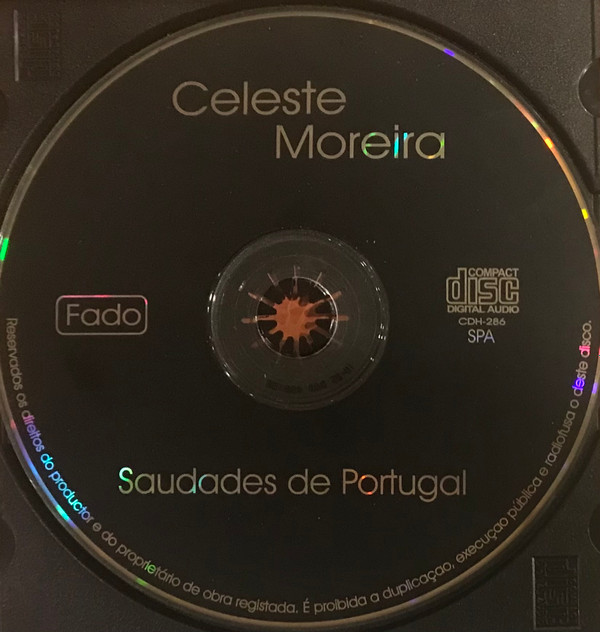 Celeste
Moreira
Fado
COMPACT
disc
DIGITAL AUDIO
CDH-286
SPA
Saudades de Portugal
Reservados os direitos do productor e do proprietário de obra registada. É proibida a duplicação, execução pública e radiofusa o deste disco.